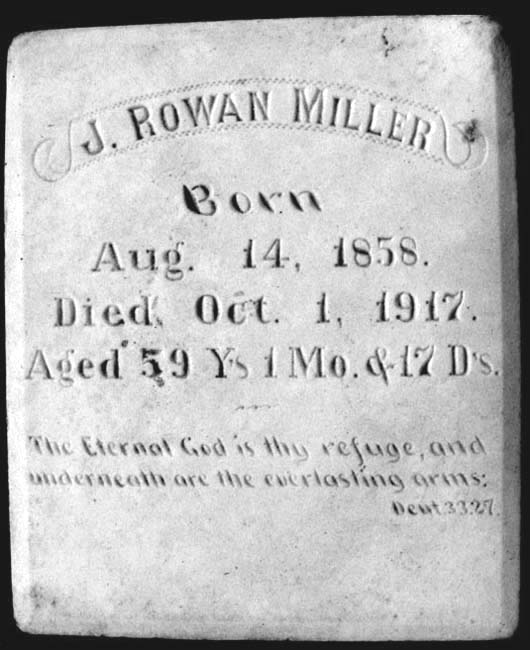 J. ROWAN MILLER
Born
Aug. 14, 1858.
Died, Oct. 1, 1917.
Aged 59 Ys 1 Mo. & 17 D's.
The Eternal God is thy refuge, and
underneath are the everlasting arms;
Deut 33.27.